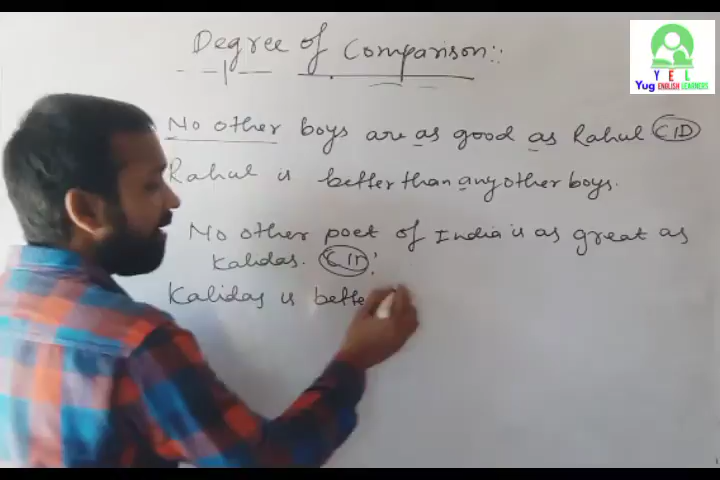 Degree of Comparison::
No other boys are as good as Rahul (CID)
Rahul is better than any other boys.
No other poet of India is as great as
Kalidas.
Kalidas is bette
Y E L
Yug ENGLISH LEARNERS